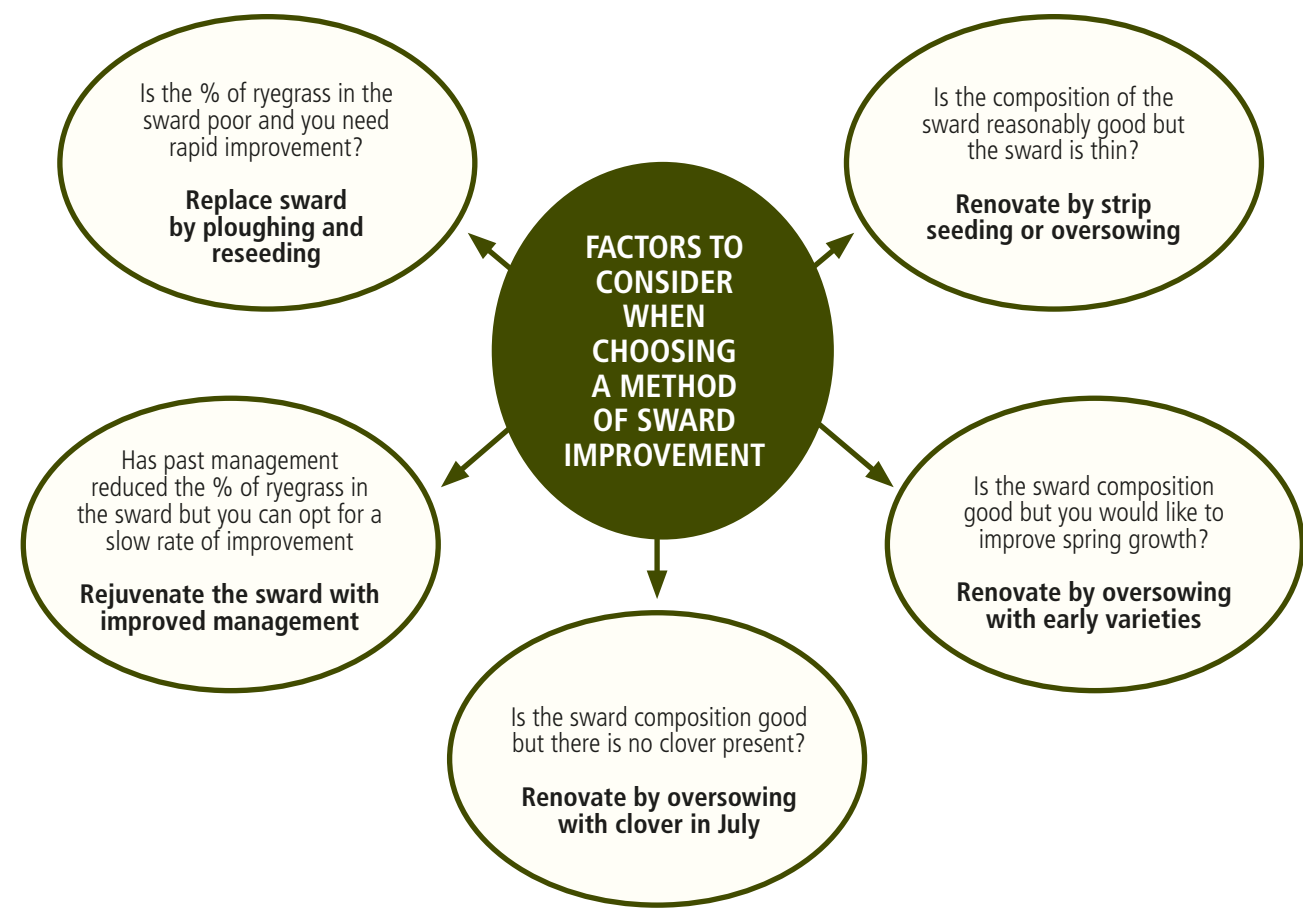 FACTORS TO
CONSIDER
WHEN
CHOOSING
A METHOD
OF SWARD
IMPROVEMENT
Is the % of ryegrass in the
sward poor and you need
rapid improvement?
Replace sward
by ploughing and
reseeding
Is the composition of the
sward reasonably good but
the sward is thin?
Renovate by strip
seeding or oversowing
Has past management
reduced the % of ryegrass in
the sward but you can opt for a
slow rate of improvement
Rejuvenate the sward with
improved management
Is the sward composition
good but you would like to
improve spring growth?
Renovate by oversowing
with early varieties
Is the sward composition good
but there is no clover present?
Renovate by oversowing
with clover in July